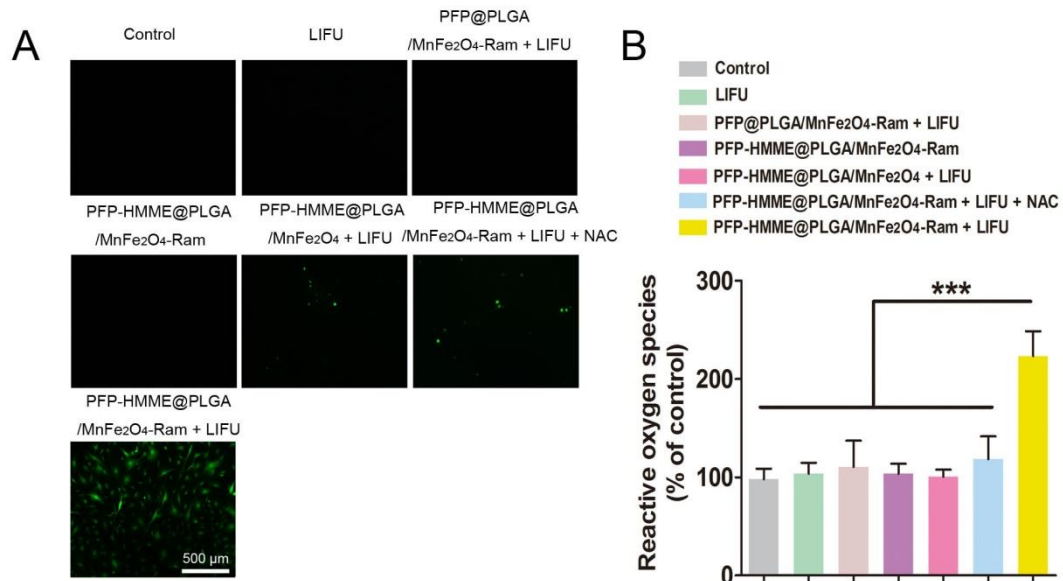 A
Control
LIFU
PFP@PLGA
/MnFe2O4-Ram + LIFU
PFP-HMME@PLGA
/MnFe2O4-Ram
PFP-HMME@PLGA
/MnFe2O4 + LIFU
PFP-HMME@PLGA
/MnFe2O4-Ram + LIFU + NAC
PFP-HMME@PLGA
/MnFe2O4-Ram + LIFU
500 μm
B
Control
LIFU
PFP@PLGA/MnFe2O4-Ram + LIFU
PFP-HMME@PLGA/MnFe2O4-Ram
PFP-HMME@PLGA/MnFe2O4 + LIFU
PFP-HMME@PLGA/MnFe2O4-Ram + LIFU + NAC
PFP-HMME@PLGA/MnFe2O4-Ram + LIFU
Reactive oxygen species
(% of control)
300
200
100
0
***